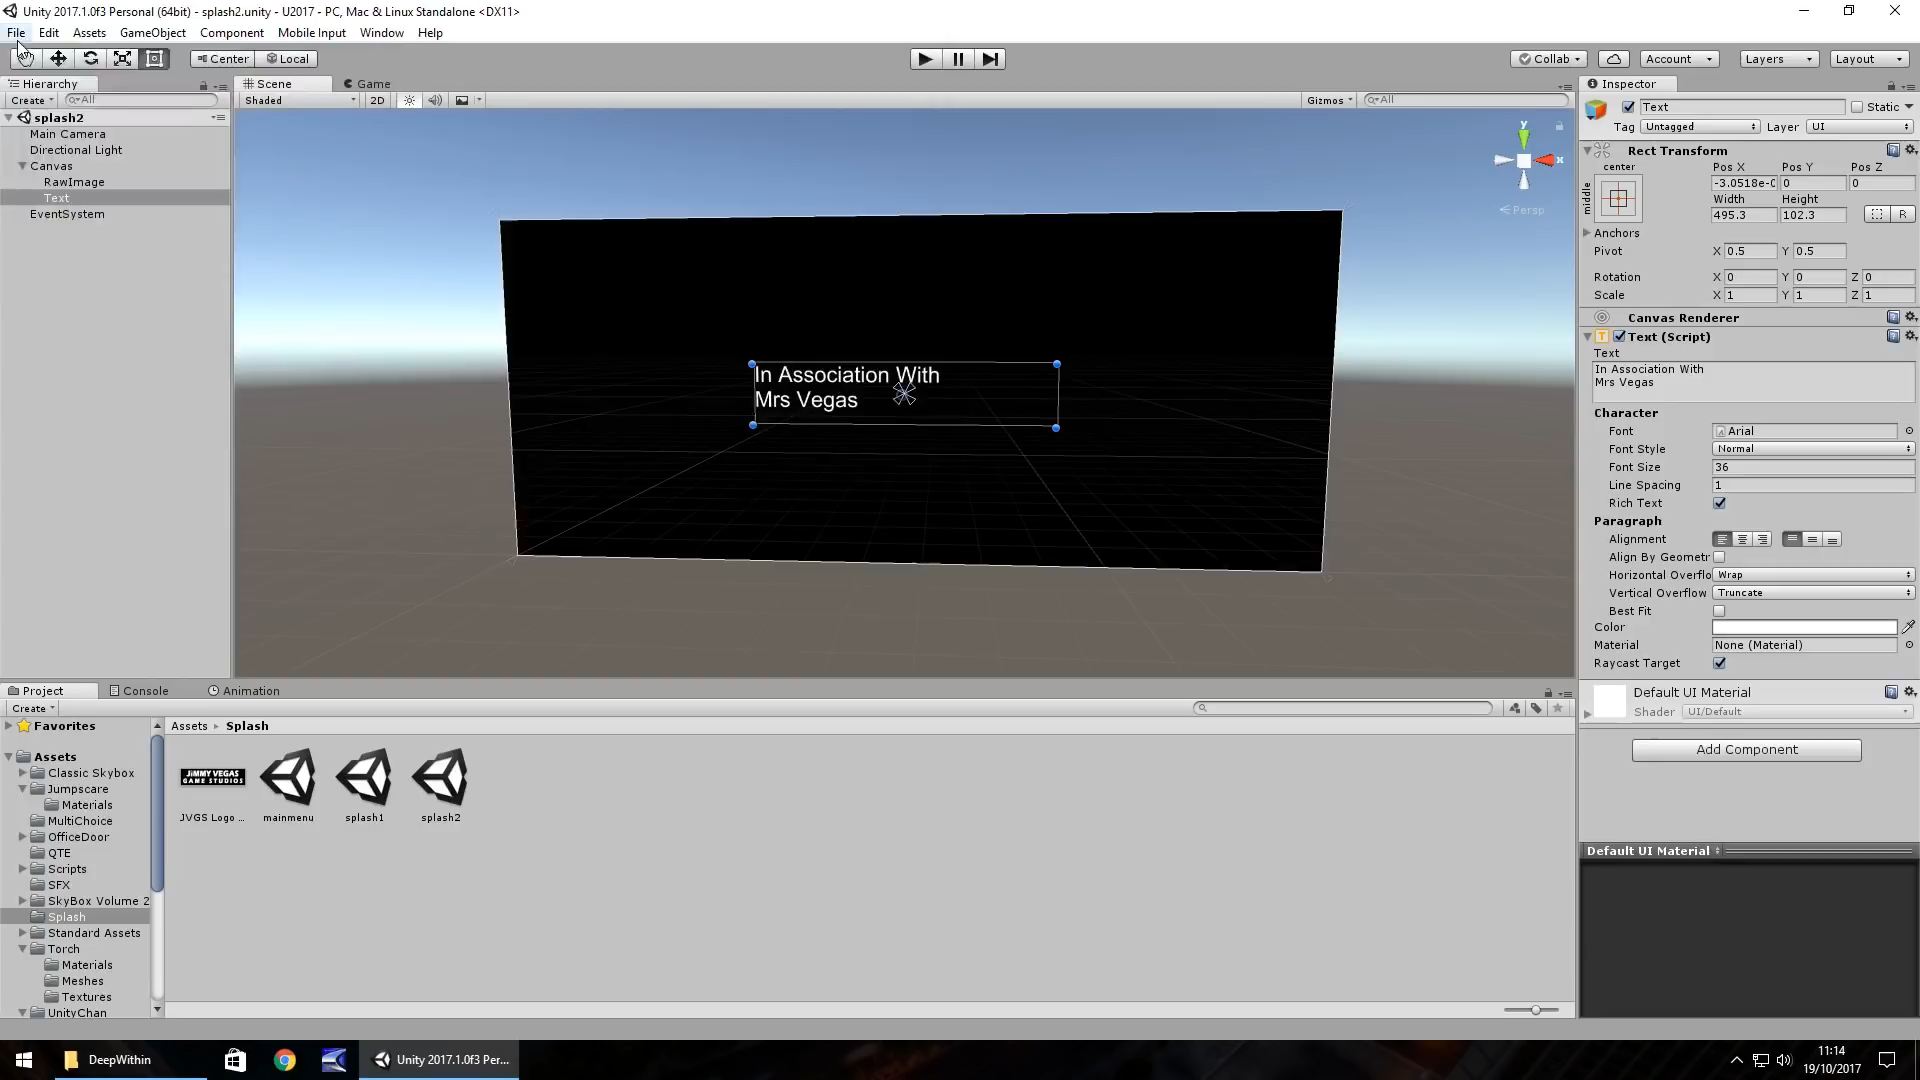 Unity 2017.1.0f3 Personal (64bit) - splash2.unity - U2017 - PC, Mac & Linux Standalone <DX11>
File Edit Assets GameObject Component Mobile Input Window Help
Center Local Collab Account Layers Layout
Hierarchy Scene Game Inspector
Create All Shaded 2D Gizmos All
Text Static
Tag Untagged Layer UI
splash2
Main Camera
Directional Light
Canvas
RawImage
Text
EventSystem
y
x
Persp
In Association With
Mrs Vegas
Rect Transform
center
middle
Pos X Pos Y Pos Z
-3.0518e-0 0 0
Width Height
495.3 102.3 R
Anchors
Pivot X 0.5 Y 0.5
Rotation X 0 Y 0 Z 0
Scale X 1 Y 1 Z 1
Canvas Renderer
Text (Script)
Text
In Association With
Mrs Vegas
Character
Font Arial
Font Style Normal
Font Size 36
Line Spacing 1
Rich Text
Paragraph
Alignment
Align By Geometr
Horizontal Overflo Wrap
Vertical Overflow Truncate
Best Fit
Color
Material None (Material)
Raycast Target
Default UI Material
Shader UI/Default
Add Component
Default UI Material
Project Console Animation
Create
Favorites
Assets
Classic Skybox
Jumpscare
Materials
MultiChoice
OfficeDoor
QTE
Scripts
SFX
SkyBox Volume 2
Splash
Standard Assets
Torch
Materials
Meshes
Textures
UnityChan
Assets Splash
JIMMY VEGAS
GAME STUDIOS
JVGS Logo ... mainmenu splash1 splash2
DeepWithin Unity 2017.1.0f3 Per...
11:14
19/10/2017